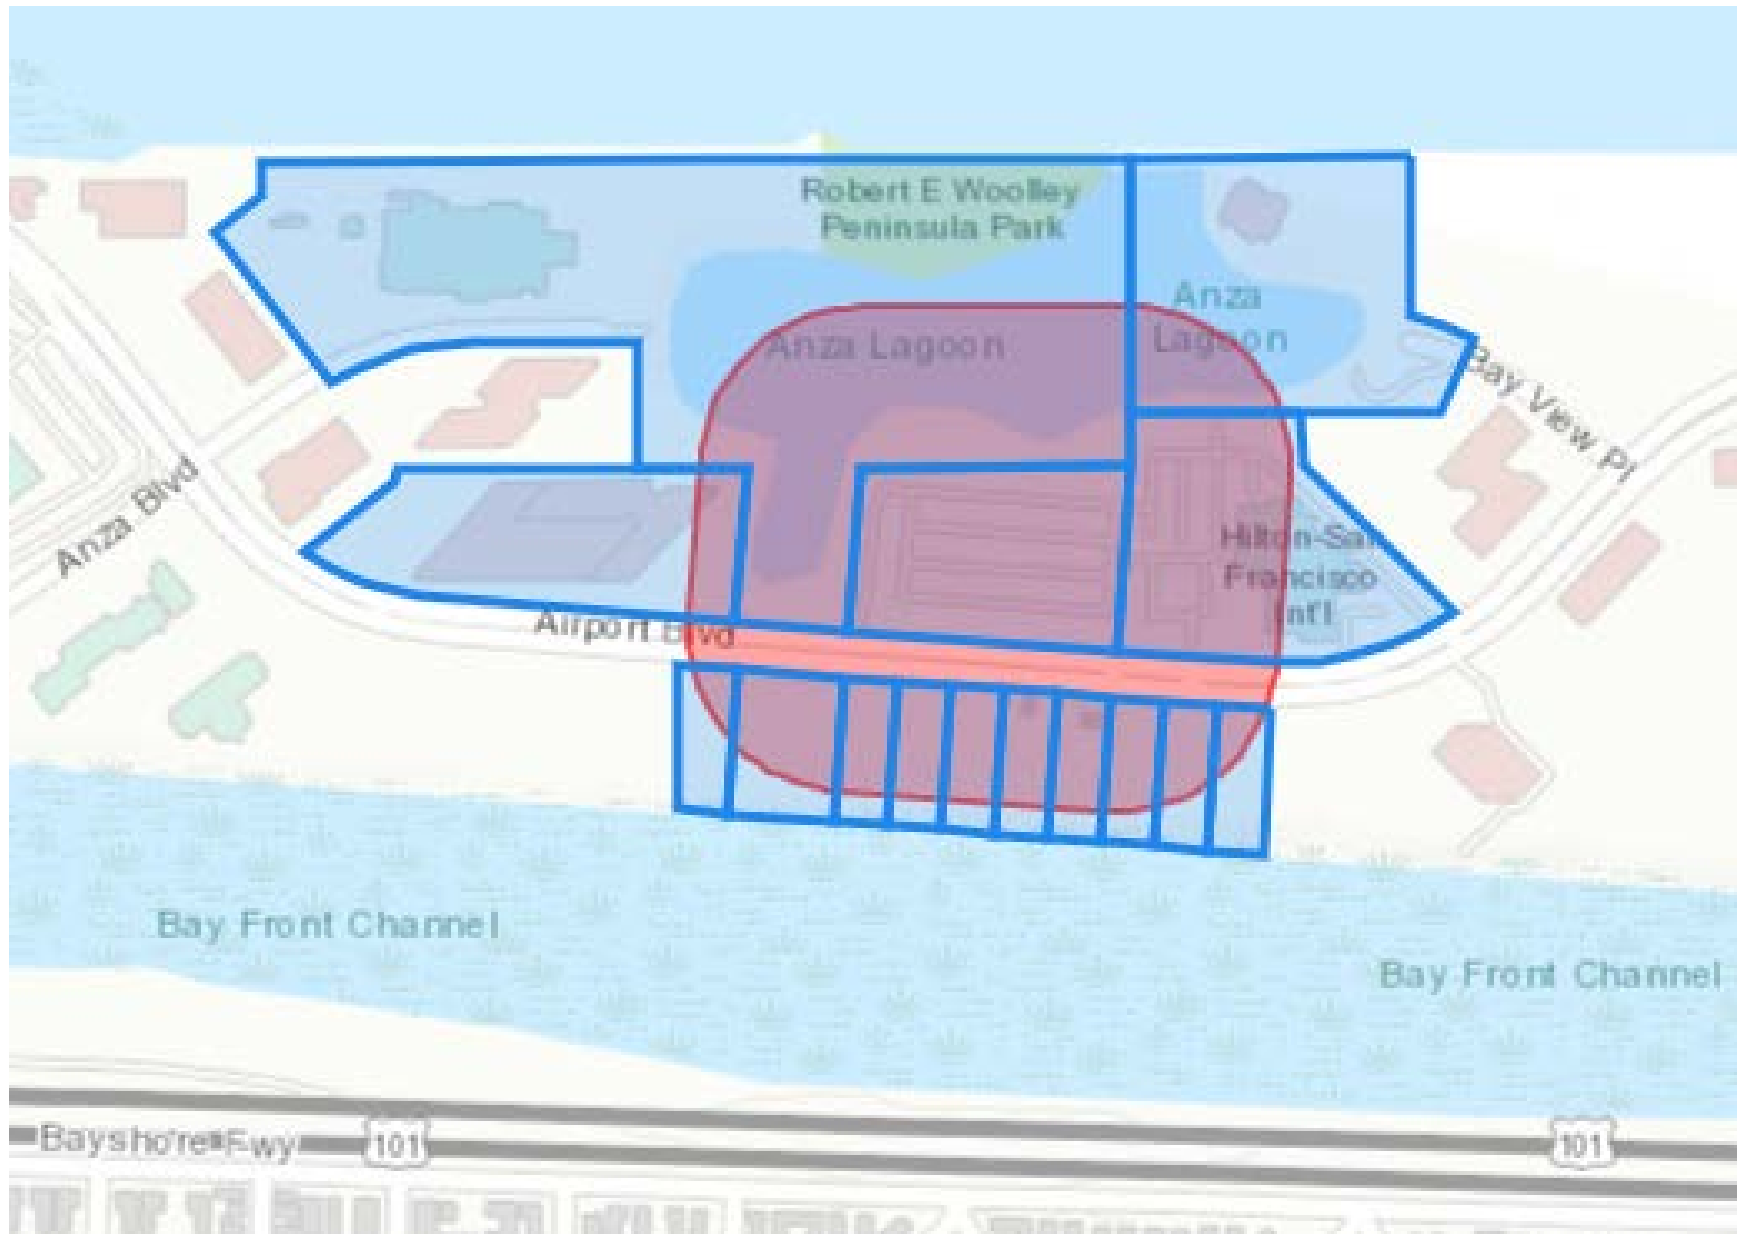 Robert E Woolley
Peninsula Park
Anza
Lagoon
Anza Lagoon
Bay View Pl
Anza Blvd
Hilton-San
Francisco
Int'l
Airport Blvd
Bay Front Channel
Bay Front Channel
Bayshore Fwy
101
101